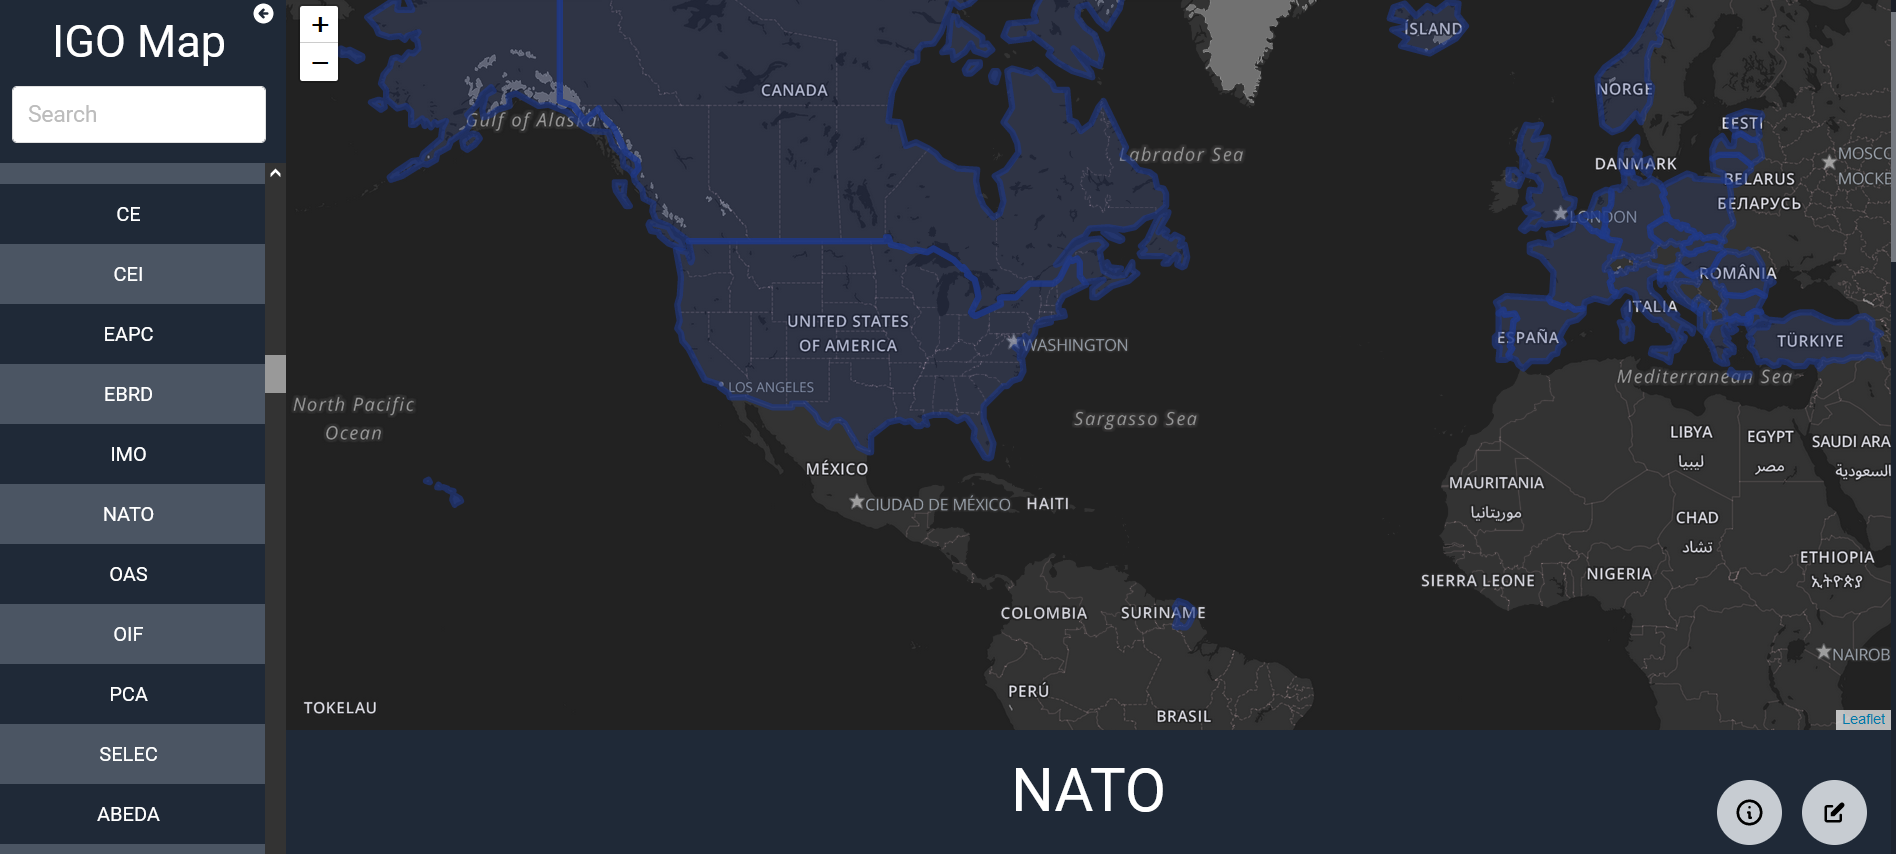 IGO Map
Search
CE
CEI
EAPC
EBRD
IMO
NATO
OAS
OIF
PCA
SELEC
ABEDA
+
−
ÍSLAND
CANADA
NORGE
Gulf of Alaska
EESTI
Labrador Sea
DANMARK
MOSCO
МОСКВ
BELARUS
БЕЛАРУСЬ
LONDON
ROMÂNIA
ITALIA
UNITED STATES
OF AMERICA
ESPAÑA
TÜRKIYE
WASHINGTON
Mediterranean Sea
LOS ANGELES
North Pacific
Ocean
Sargasso Sea
LIBYA
ليبيا
EGYPT
مصر
SAUDI ARA
السعودية
MÉXICO
MAURITANIA
موريتانيا
CIUDAD DE MÉXICO
HAITI
CHAD
تشاد
ETHIOPIA
ኢትዮጵያ
NIGERIA
SIERRA LEONE
COLOMBIA
SURINAME
NAIROB
PERÚ
TOKELAU
BRASIL
Leaflet
NATO